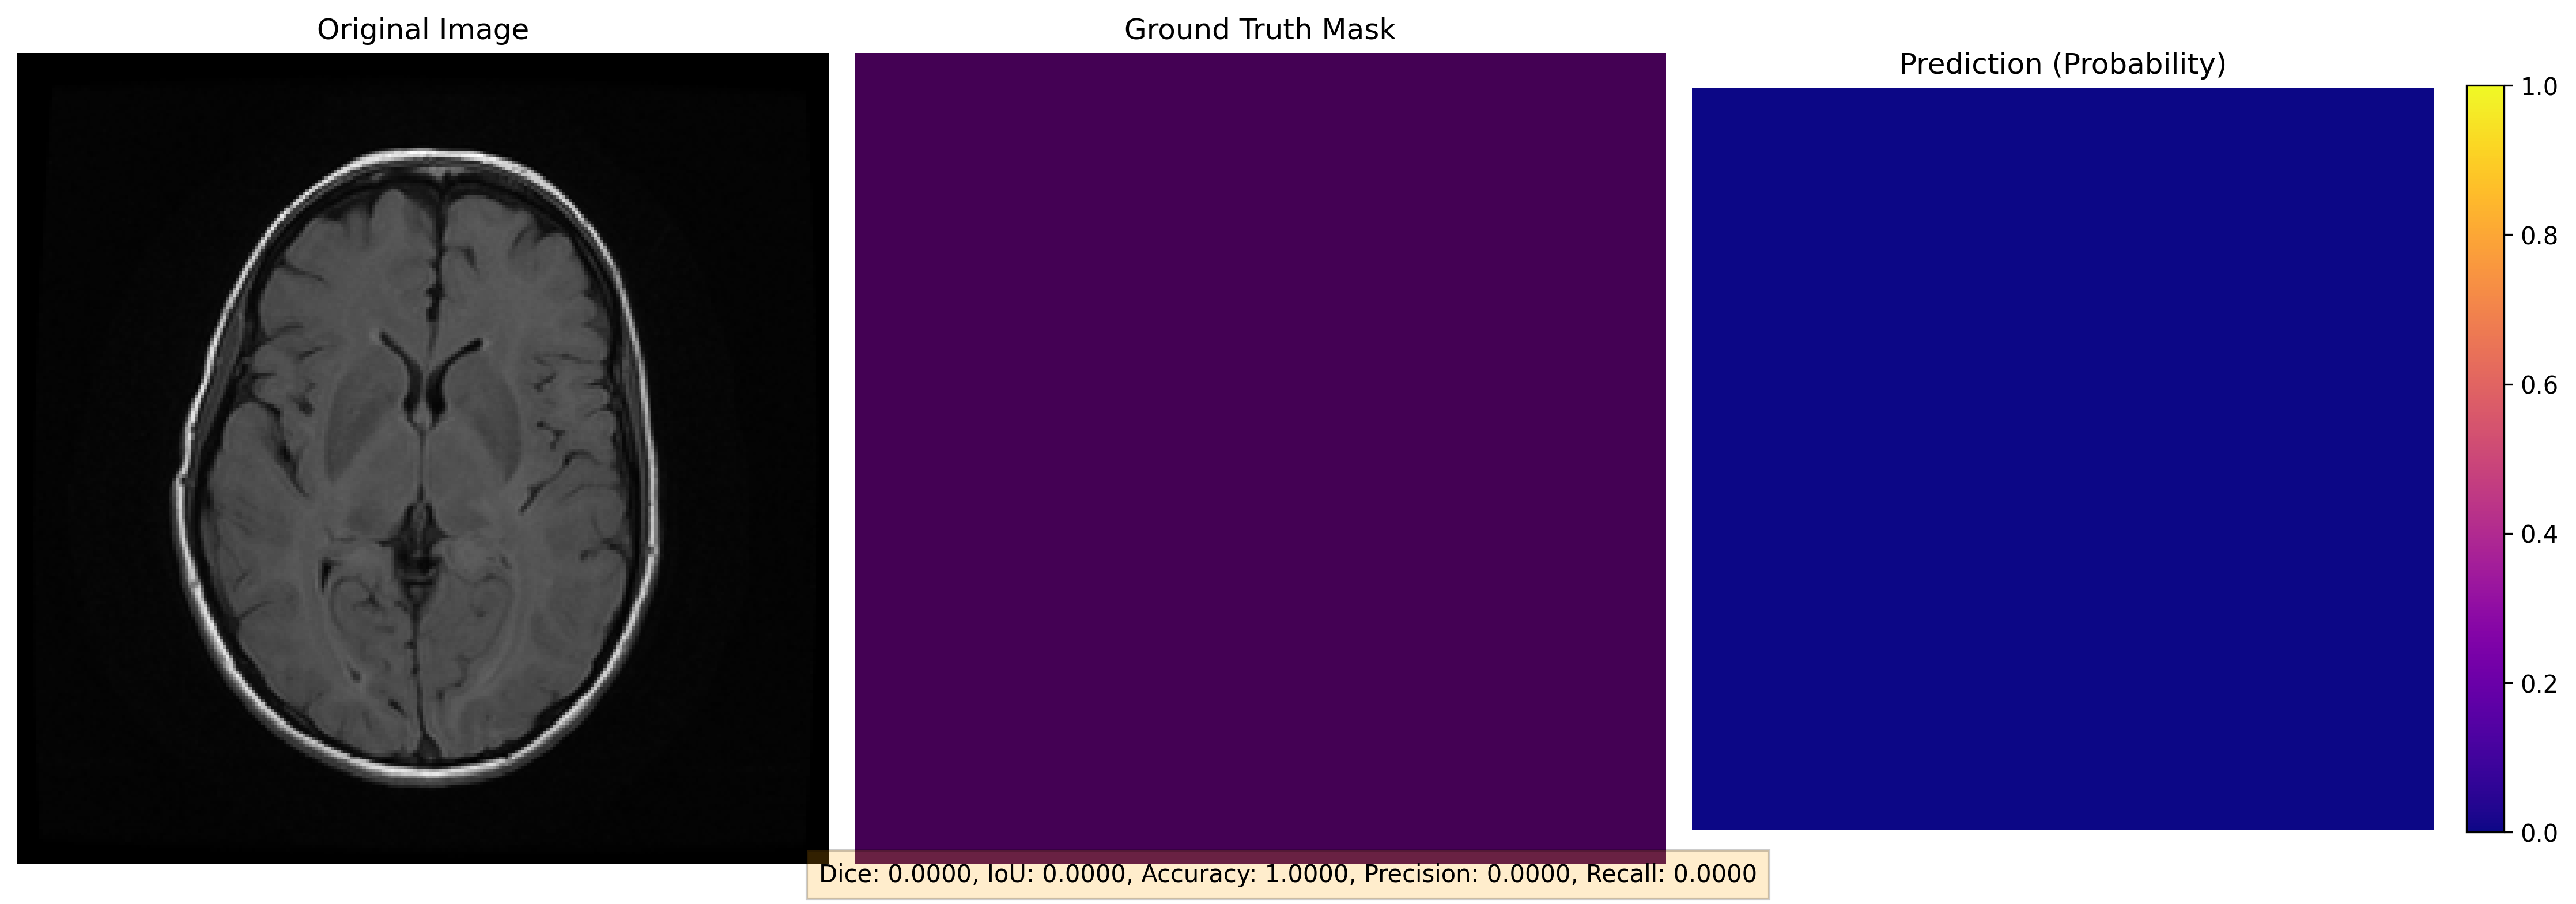 Original Image
Ground Truth Mask
Prediction (Probability)
1.0
0.8
0.6
0.4
0.2
0.0
Dice: 0.0000, IoU: 0.0000, Accuracy: 1.0000, Precision: 0.0000, Recall: 0.0000